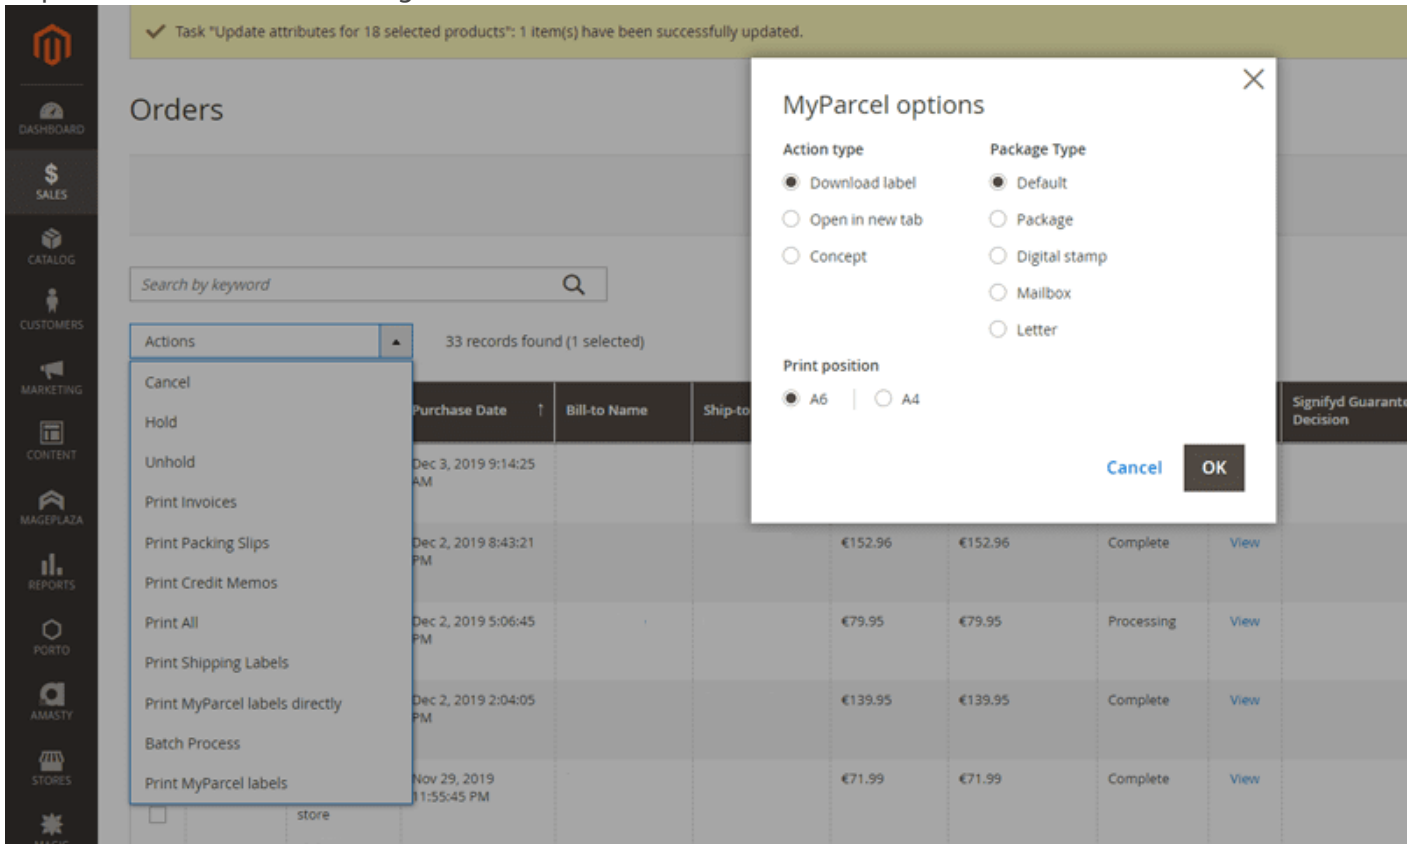 Task "Update attributes for 18 selected products": 1 item(s) have been successfully updated.
DASHBOARD
SALES
CATALOG
CUSTOMERS
MARKETING
CONTENT
MAGEPLAZA
REPORTS
PORTO
AMASTY
STORES
Orders
Search by keyword
Actions
33 records found (1 selected)
Cancel
Hold
Unhold
Print Invoices
Print Packing Slips
Print Credit Memos
Print All
Print Shipping Labels
Print MyParcel labels directly
Batch Process
Print MyParcel labels
MyParcel options
Action type
Download label
Open in new tab
Concept
Package Type
Default
Package
Digital stamp
Mailbox
Letter
Print position
A6 A4
Cancel OK
Purchase Date ↑ Bill-to Name Ship-to Signifyd Guarante
Decision
Dec 3, 2019 9:14:25
AM
Dec 2, 2019 8:43:21 €152.96 €152.96 Complete View
PM
Dec 2, 2019 5:06:45 €79.95 €79.95 Processing View
PM
Dec 2, 2019 2:04:05 €139.95 €139.95 Complete View
PM
Nov 29, 2019 €71.99 €71.99 Complete View
11:55:45 PM
store